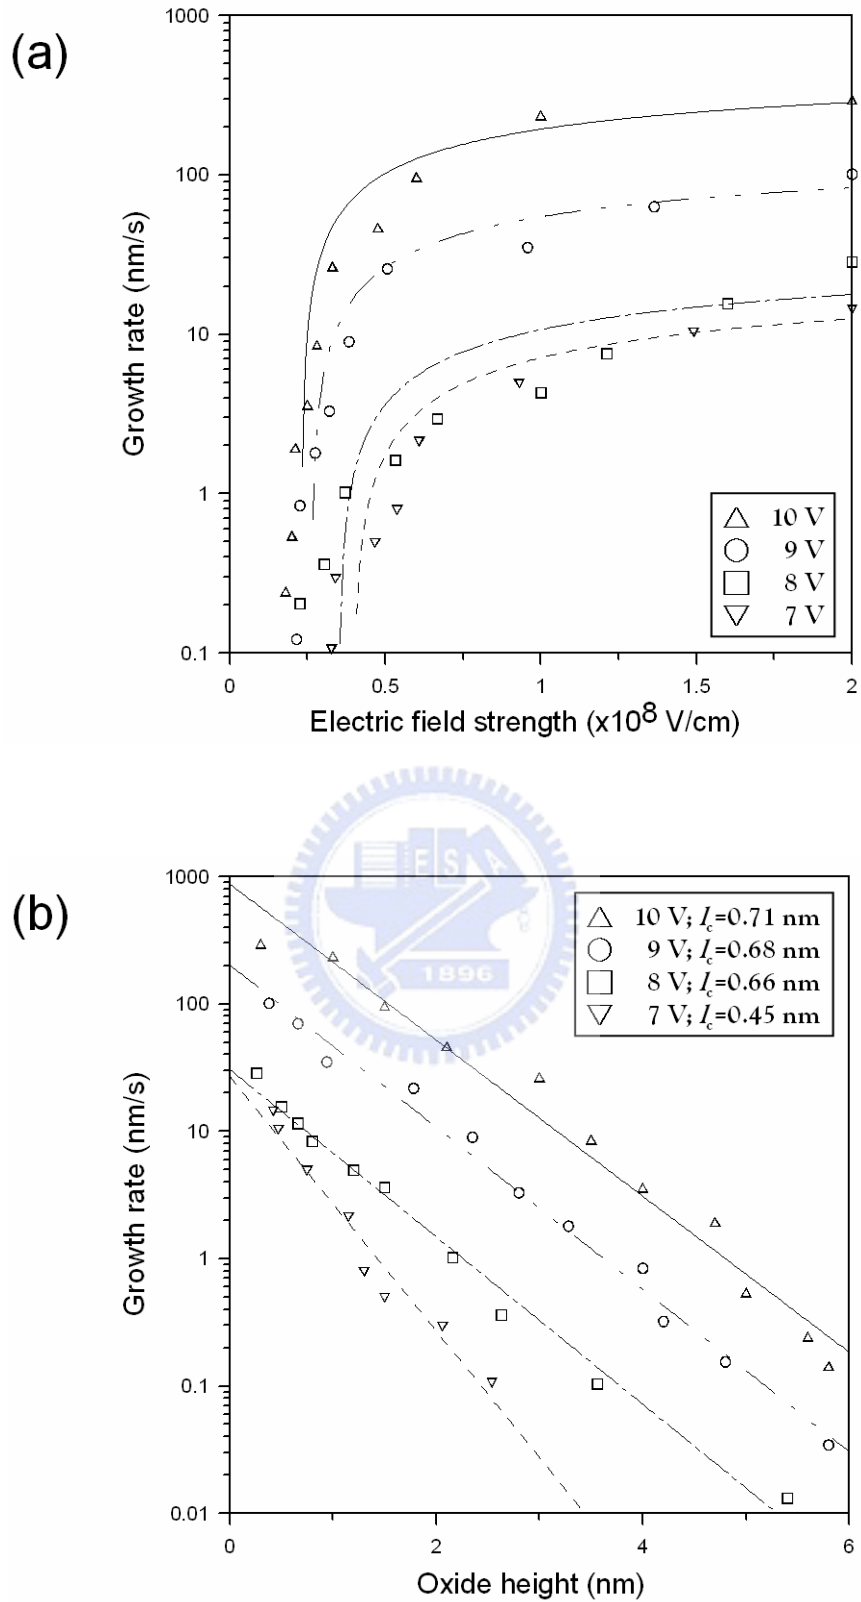 (a)
1000
100
10
1
0.1
Growth rate (nm/s)
10 V
9 V
8 V
7 V
0 0.5 1 1.5 2
Electric field strength (x10⁸ V/cm)
E S A
1896
(b)
1000
100
10
1
0.1
0.01
Growth rate (nm/s)
10 V; lc=0.71 nm
9 V; lc=0.68 nm
8 V; lc=0.66 nm
7 V; lc=0.45 nm
0 2 4 6
Oxide height (nm)